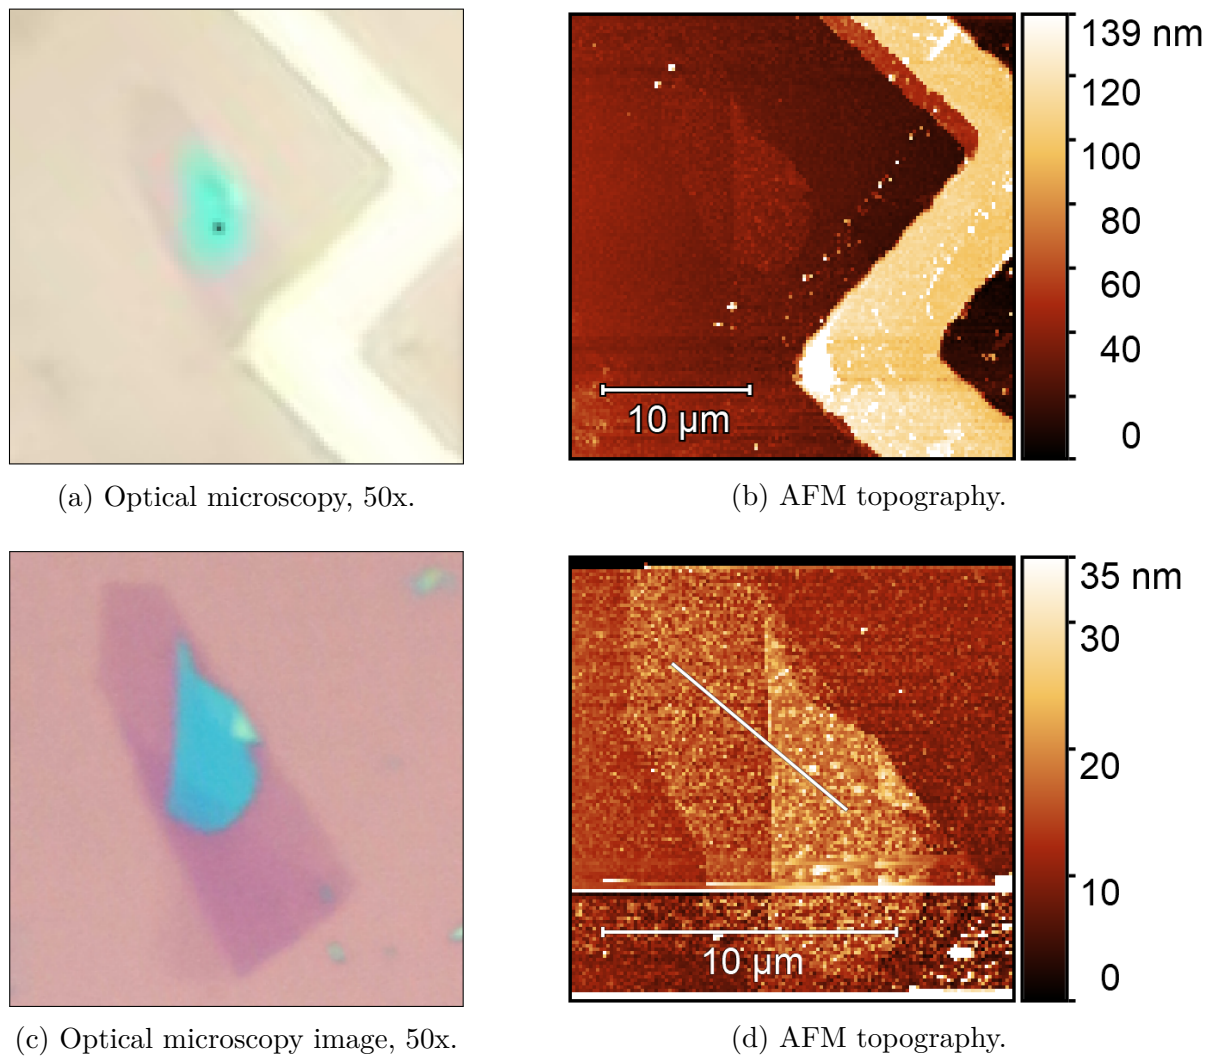 139 nm
120
100
80
60
40
0
10 µm
(a) Optical microscopy, 50x.
(b) AFM topography.
35 nm
30
20
10
0
10 µm
(c) Optical microscopy image, 50x.
(d) AFM topography.